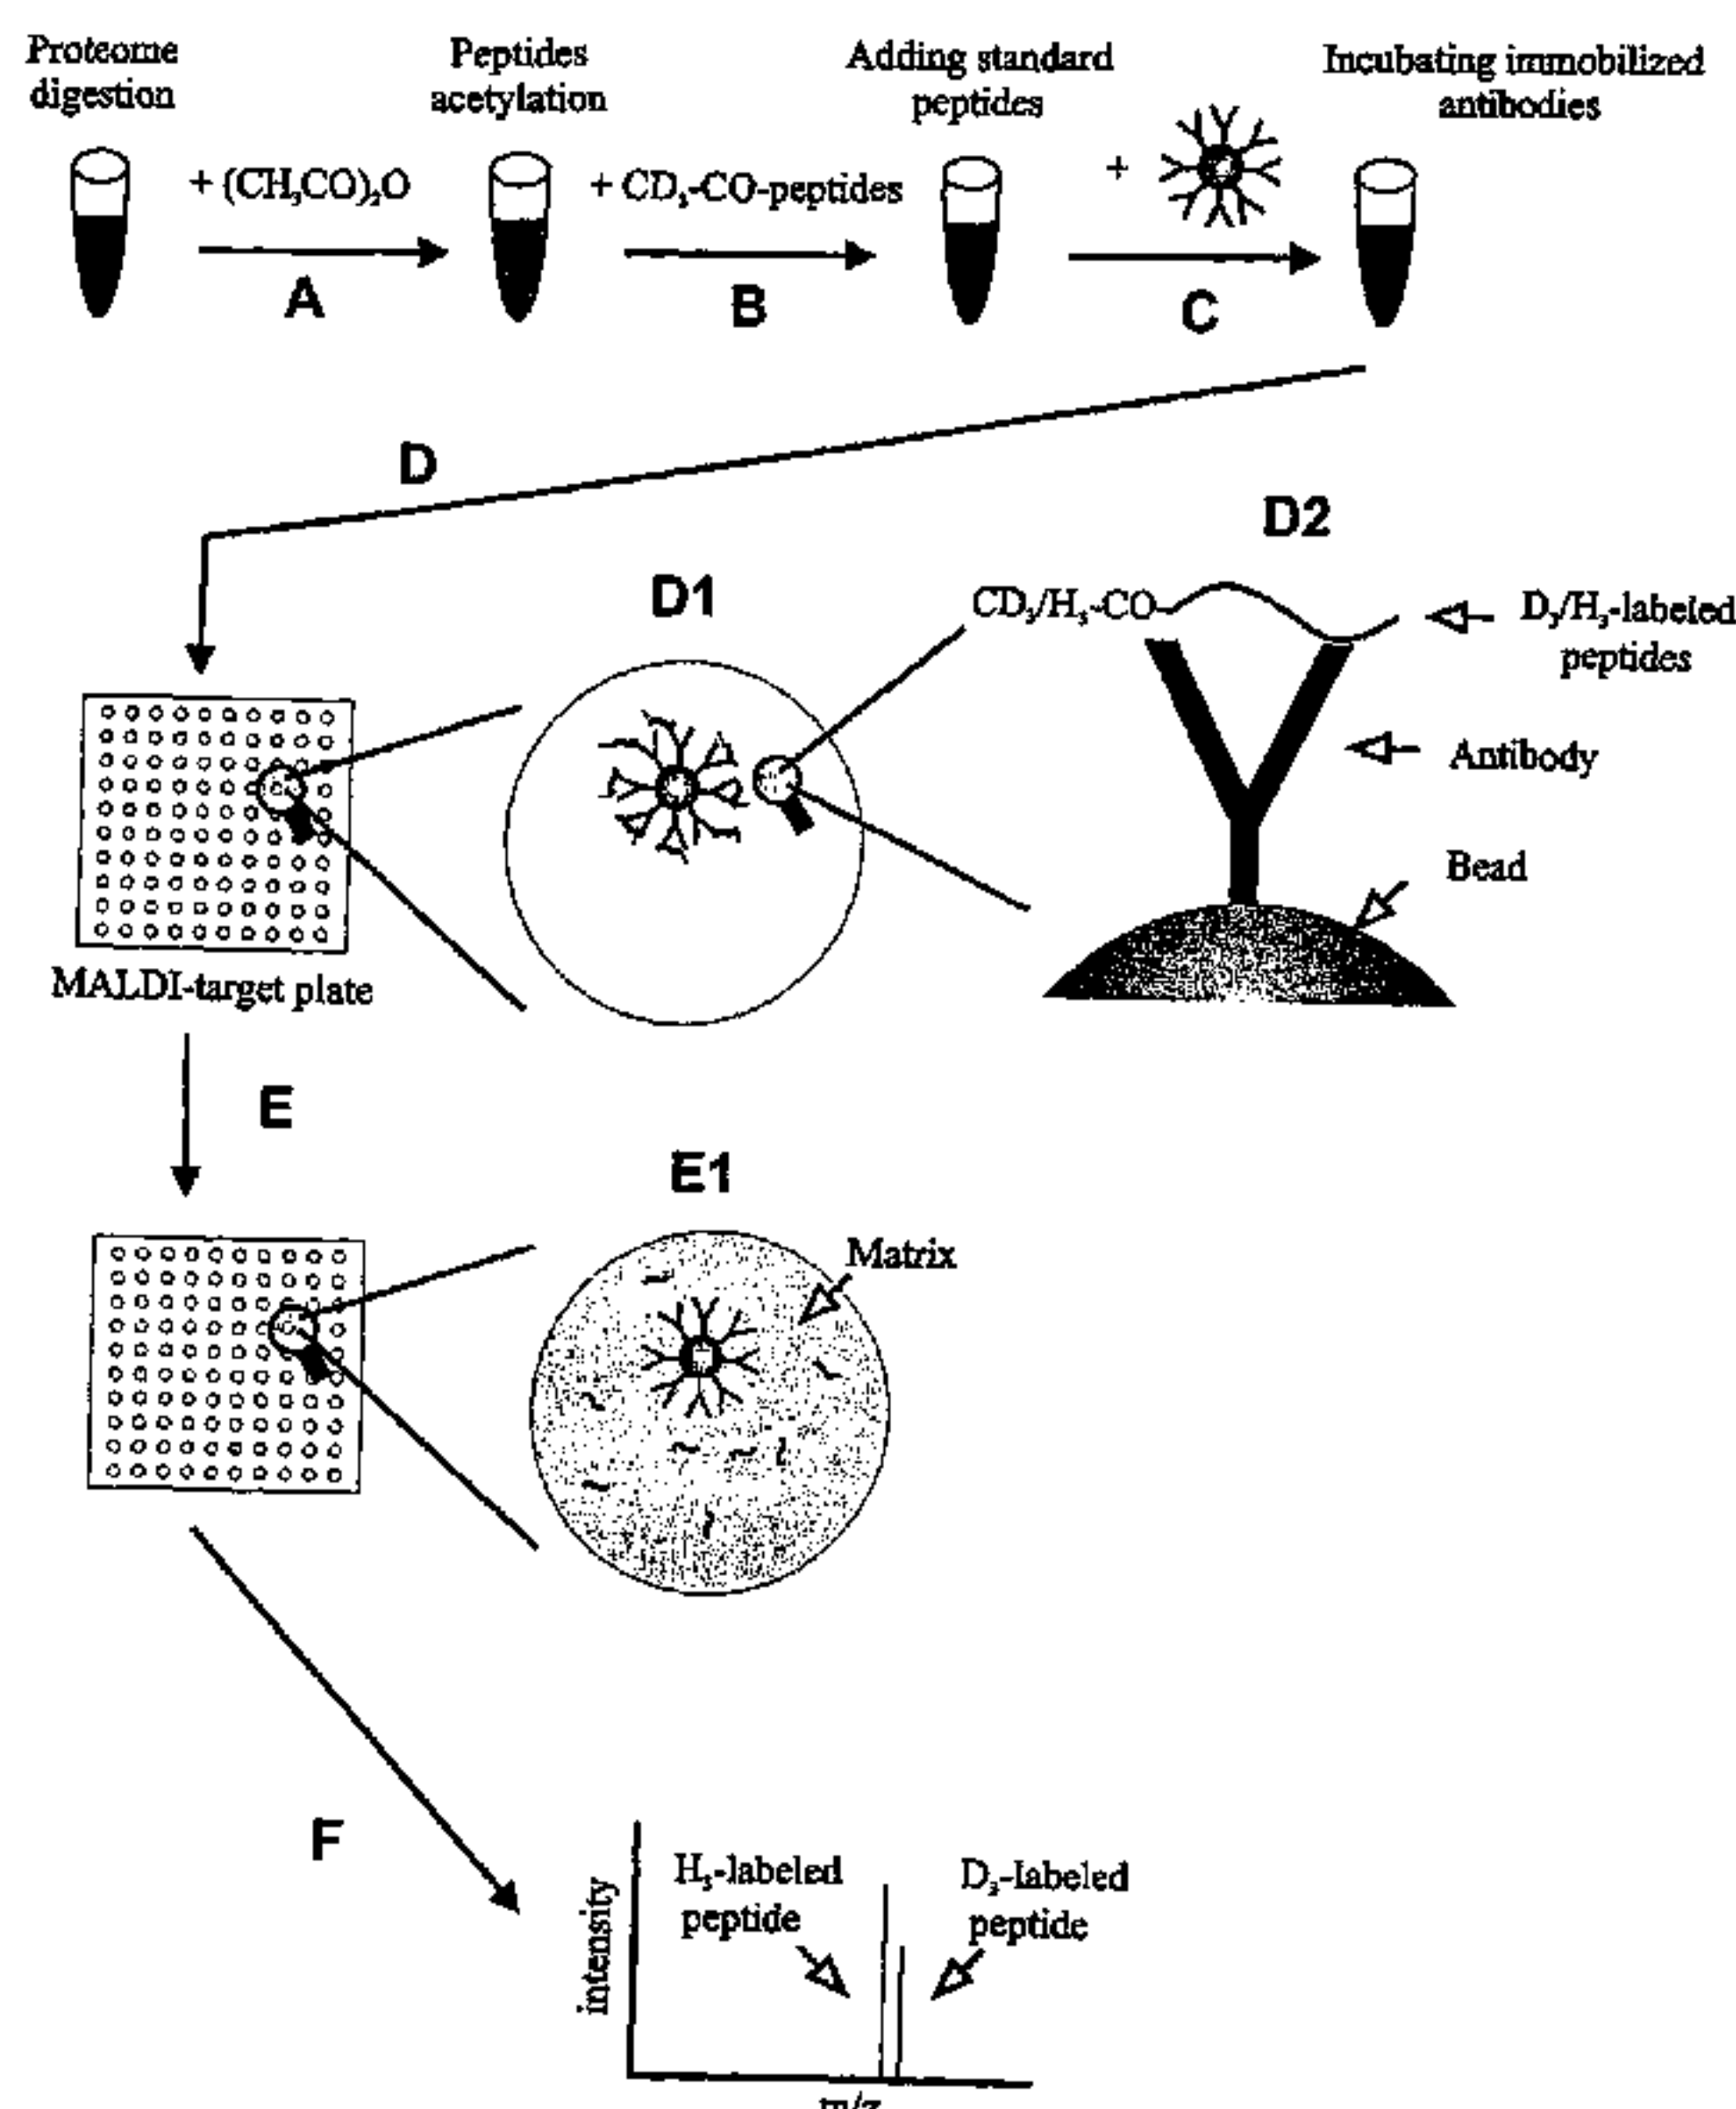 Proteome
digestion
Peptides
acetylation
Adding standard
peptides
Incubating immobilized
antibodies
+ (CH₃CO)₂O
+ CD₃-CO-peptides
+
A
B
C
D
D1
D2
CD₃/H₃-CO
D₃/H₃-labeled
peptides
Antibody
Bead
MALDI-target plate
E
E1
Matrix
F
intensity
H₃-labeled
peptide
D₃-labeled
peptide
m/z